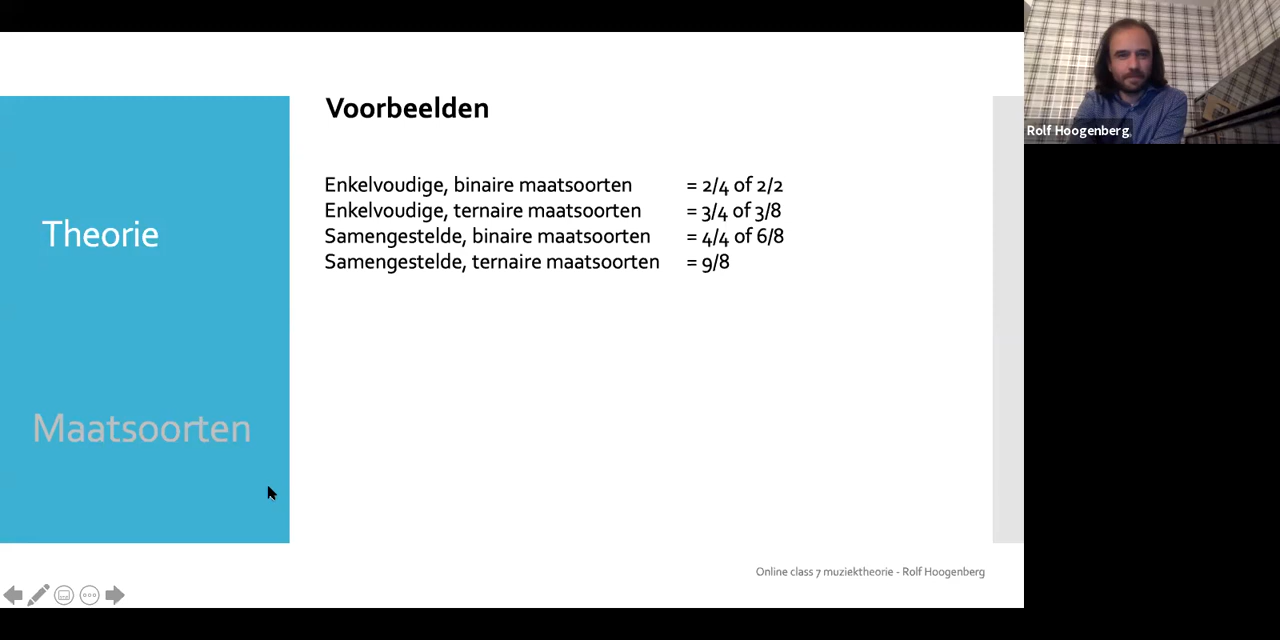 Voorbeelden
Enkelvoudige, binaire maatsoorten = 2/4 of 2/2
Enkelvoudige, ternaire maatsoorten = 3/4 of 3/8
Samengestelde, binaire maatsoorten = 4/4 of 6/8
Samengestelde, ternaire maatsoorten = 9/8
Theorie
Maatsoorten
Online class 7 muziektheorie - Rolf Hoogenberg
Rolf Hoogenberg